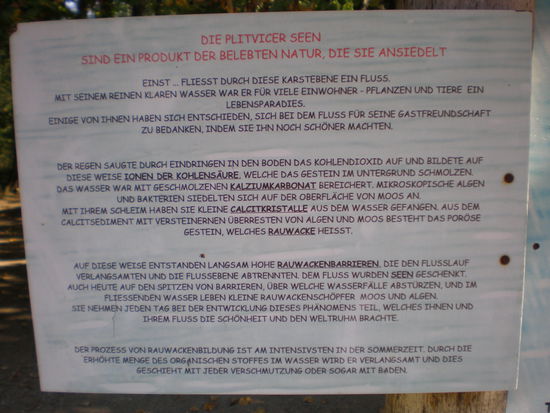 DIE PLITVICER SEEN
SIND EIN PRODUKT DER BELEBTEN NATUR, DIE SIE ANSIEDELT
EINST ... FLIESST DURCH DIESE KARSTEBENE EIN FLUSS.
MIT SEINEM REINEN KLAREN WASSER WAR ER FÜR VIELE EINWOHNER - PFLANZEN UND TIERE EIN
LEBENSPARADIES.
EINIGE VON IHNEN HABEN SICH ENTSCHIEDEN, SICH BEI DEM FLUSS FÜR SEINE GASTFREUNDSCHAFT
ZU BEDANKEN, INDEM SIE IHN NOCH SCHÖNER MACHTEN.
DER REGEN SAUGTE DURCH EINDRINGEN IN DEN BODEN DAS KOHLENDIOXID AUF UND BILDETE AUF
DIESE WEISE IONEN DER KOHLENSÄURE, WELCHE DAS GESTEIN IM UNTERGRUND SCHMOLZEN.
DAS WASSER WAR MIT GESCHMOLZENEN KALZIUMKARBONAT BEREICHERT. MIKROSKOPISCHE ALGEN
UND BAKTERIEN SIEDELTEN SICH AUF DER OBERFLÄCHE VON MOOS AN.
MIT IHREM SCHLEIM HABEN SIE KLEINE CALCITKRISTALLE AUS DEM WASSER GEFANGEN. AUS DEM
CALCITSEDIMENT MIT VERSTEINERNEN ÜBERRESTEN VON ALGEN UND MOOS BESTEHT DAS PORÖSE
GESTEIN, WELCHES RAUWACKE HEISST.
AUF DIESE WEISE ENTSTANDEN LANGSAM HOHE RAUWACKENBARRIEREN, DIE DEN FLUSSLAUF
VERLANGSAMTEN UND DIE FLUSSEBENE ABTRENNTEN. DEM FLUSS WURDEN SEEN GESCHENKT.
AUCH HEUTE AUF DEN SPITZEN VON BARRIEREN, ÜBER WELCHE WASSERFÄLLE ABSTÜRZEN, UND IM
FLIESSENDEN WASSER LEBEN KLEINE RAUWACKENSCHÖPFER MOOS UND ALGEN.
SIE NEHMEN JEDEN TAG BEI DER ENTWICKLUNG DIESES PHÄNOMENS TEIL, WELCHES IHNEN UND
IHREM FLUSS DIE SCHÖNHEIT UND DEN WELTRUHM BRACHTE.
DER PROZESS VON RAUWACKENBILDUNG IST AM INTENSIVSTEN IN DER SOMMERZEIT. DURCH DIE
ERHÖHTE MENGE DES ORGANISCHEN STOFFES IM WASSER WIRD ER VERLANGSAMT UND DIES
GESCHIEHT MIT JEDER VERSCHMUTZUNG ODER SOGAR MIT BADEN.